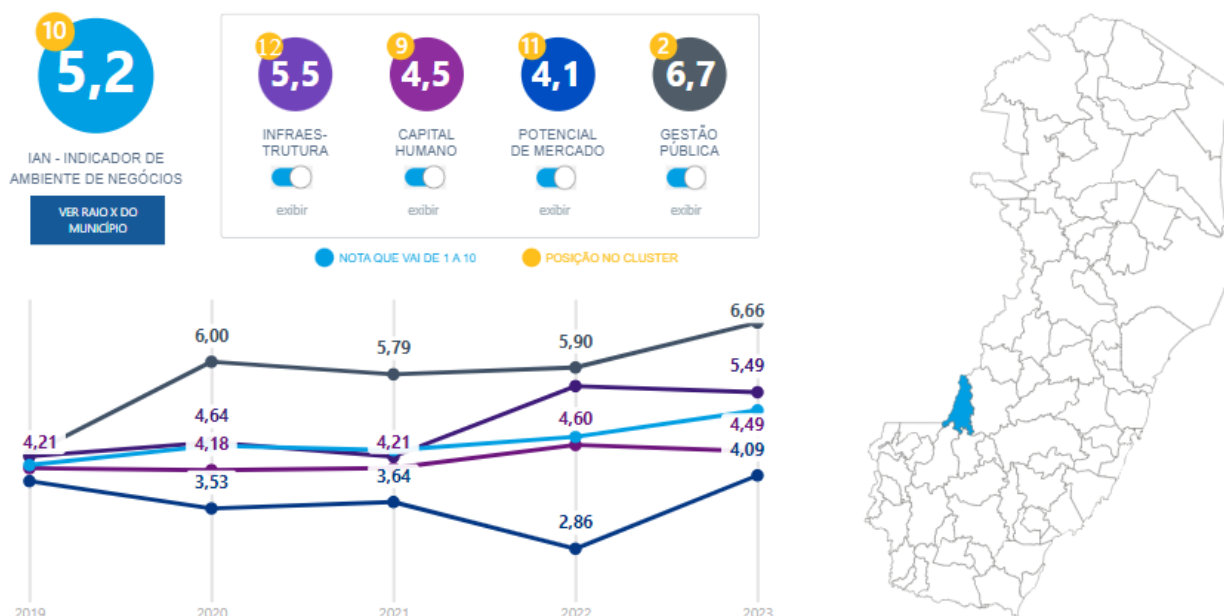 10
5,2
IAN - INDICADOR DE
AMBIENTE DE NEGÓCIOS
VER RAIO X DO
MUNICÍPIO
12
5,5
INFRAES-
TRUTURA
exibir
9
4,5
CAPITAL
HUMANO
exibir
11
4,1
POTENCIAL
DE MERCADO
exibir
2
6,7
GESTÃO
PÚBLICA
exibir
NOTA QUE VAI DE 1 A 10
POSIÇÃO NO CLUSTER
4,21
6,00
4,64
4,18
3,53
5,79
4,21
3,64
5,90
4,60
2,86
6,66
5,49
4,49
4,09
2019
2020
2021
2022
2023